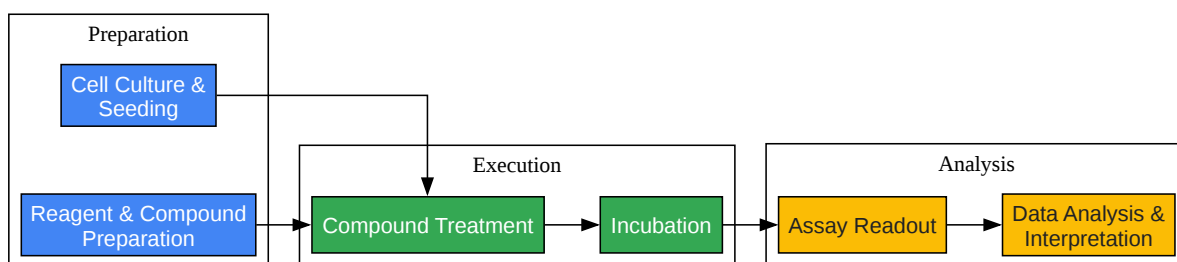 Preparation
Cell Culture &
Seeding
Reagent & Compound
Preparation
Execution
Compound Treatment
Incubation
Analysis
Assay Readout
Data Analysis &
Interpretation